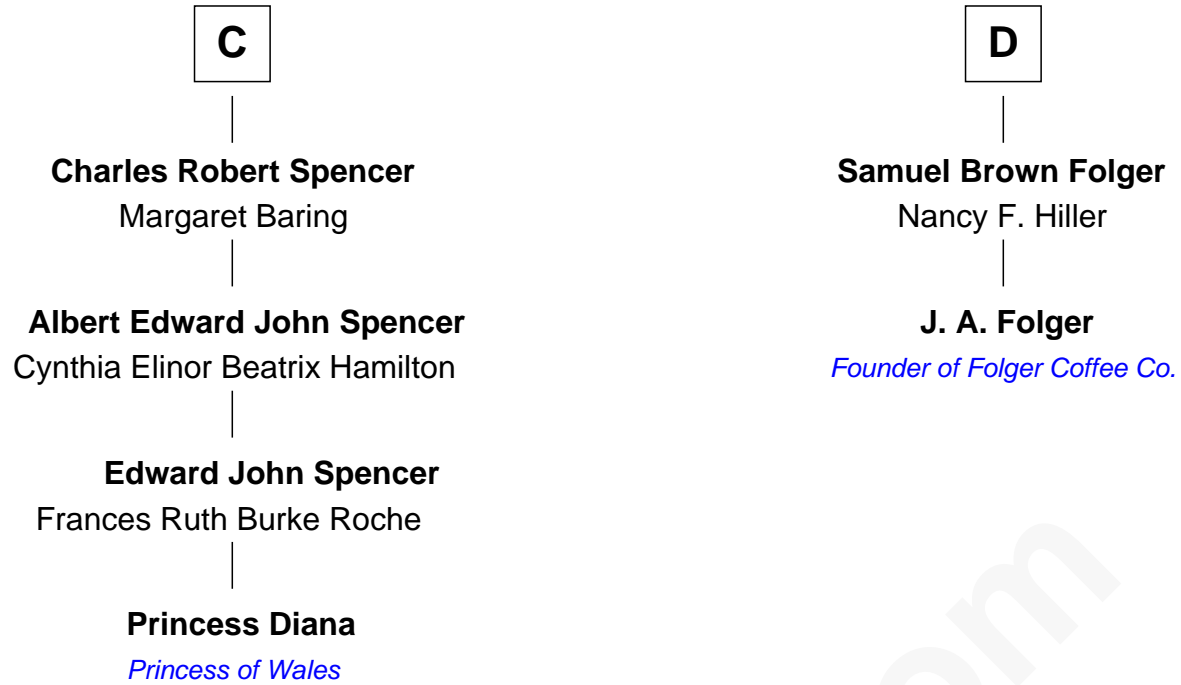 C
Charles Robert Spencer
Margaret Baring
Albert Edward John Spencer
Cynthia Elinor Beatrix Hamilton
Edward John Spencer
Frances Ruth Burke Roche
Princess Diana
Princess of Wales
D
Samuel Brown Folger
Nancy F. Hiller
J. A. Folger
Founder of Folger Coffee Co.
om